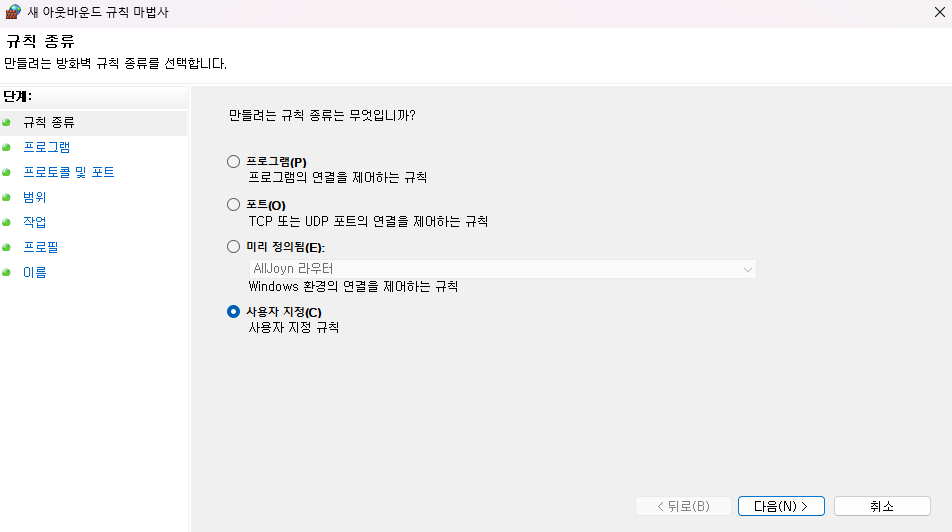 새 아웃바운드 규칙 마법사
규칙 종류
만들려는 방화벽 규칙 종류를 선택합니다.
단계:
규칙 종류
프로그램
프로토콜 및 포트
범위
작업
프로필
이름
만들려는 규칙 종류는 무엇입니까?
프로그램(P)
프로그램의 연결을 제어하는 규칙
포트(O)
TCP 또는 UDP 포트의 연결을 제어하는 규칙
미리 정의됨(E):
AllJoyn 라우터
Windows 환경의 연결을 제어하는 규칙
사용자 지정(C)
사용자 지정 규칙
< 뒤로(B) 다음(N) > 취소